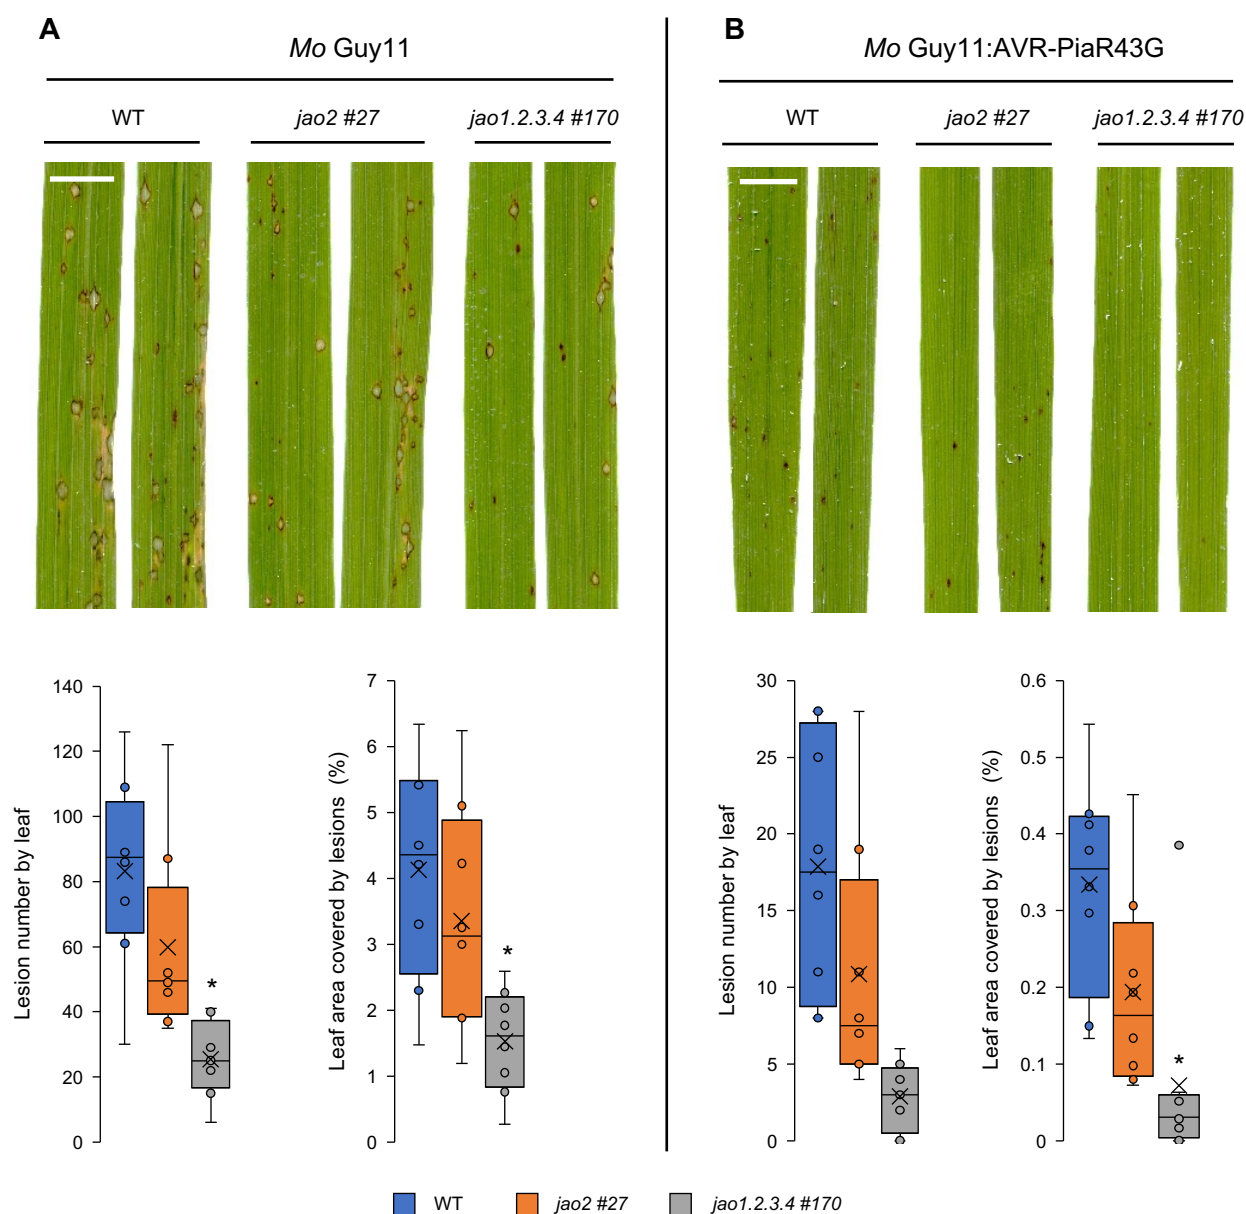 A
Mo Guy11
WT
jao2 #27
jao1.2.3.4 #170
B
Mo Guy11:AVR-PiaR43G
WT
jao2 #27
jao1.2.3.4 #170
Lesion number by leaf
140
120
100
80
60
40
20
0
*
Leaf area covered by lesions (%)
7
6
5
4
3
2
1
0
*
Lesion number by leaf
30
25
20
15
10
5
0
Leaf area covered by lesions (%)
0.6
0.5
0.4
0.3
0.2
0.1
0
*
WT
jao2 #27
jao1.2.3.4 #170